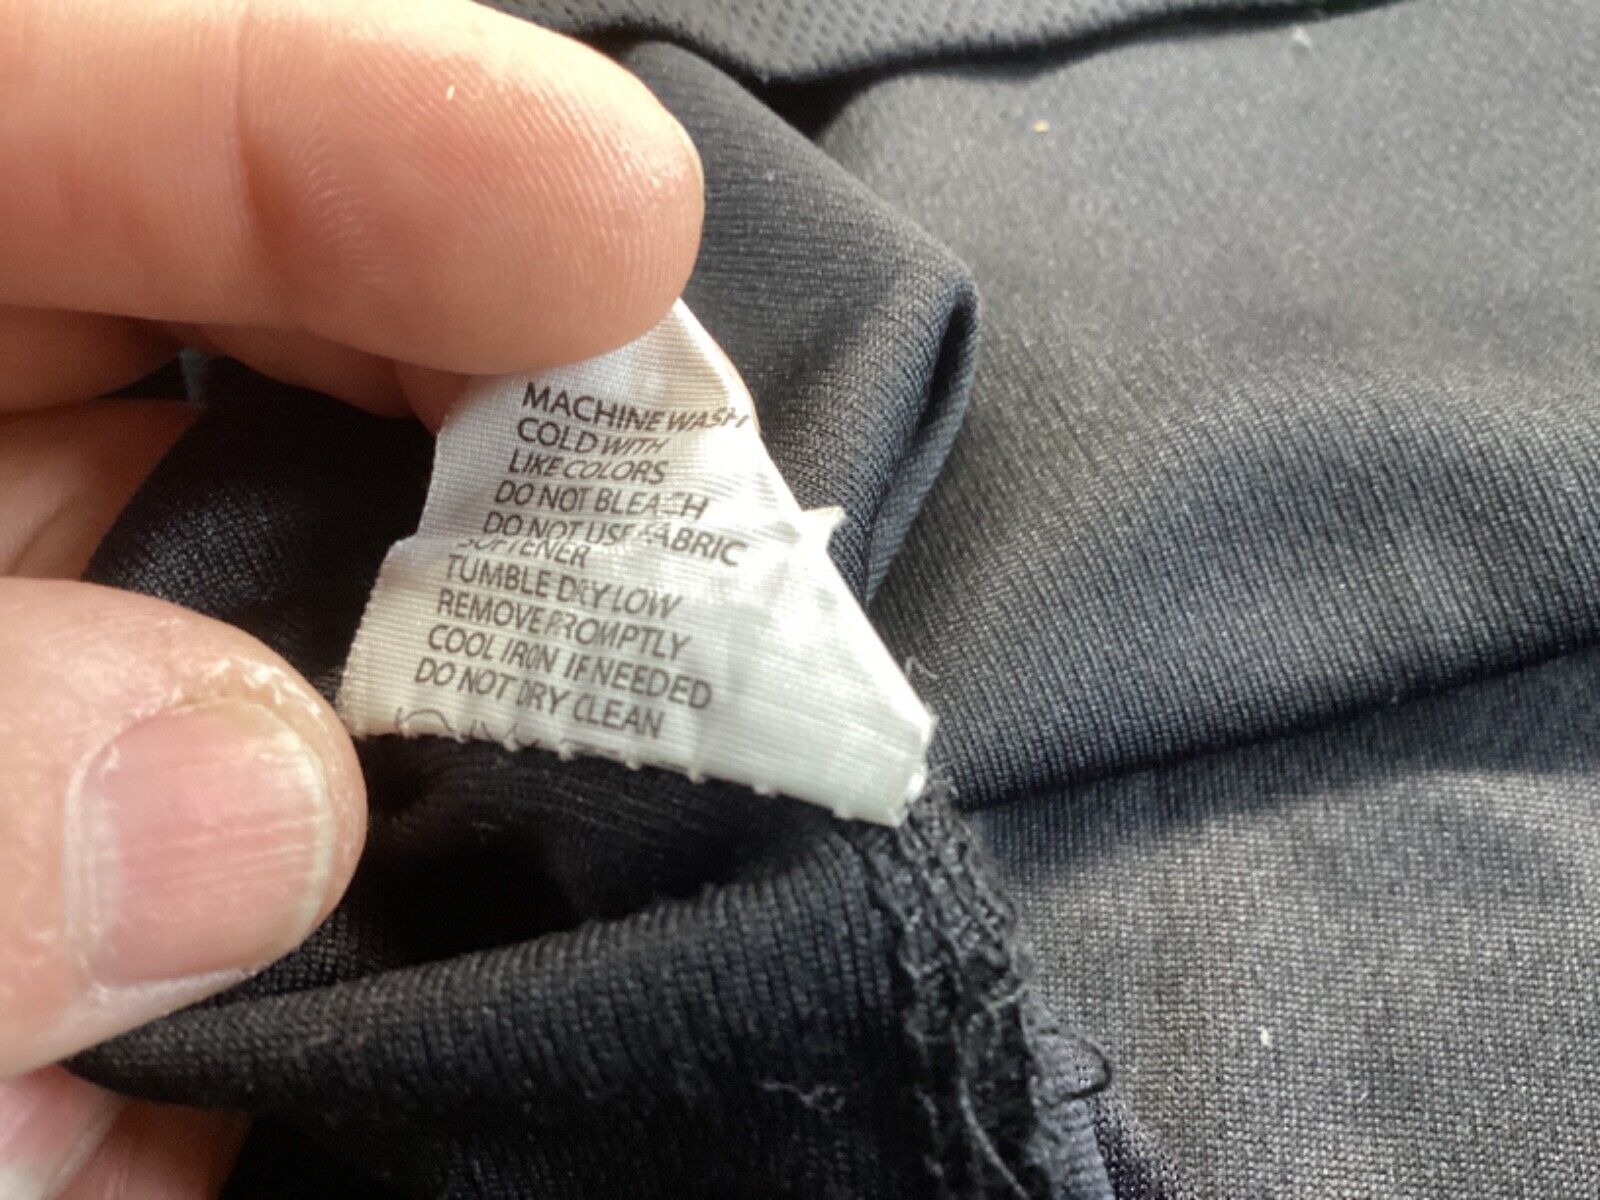 MACHINE WASH
COLD WITH
LIKE COLORS
DO NOT BLEACH
DO NOT USE FABRIC
SOFTENER
TUMBLE DRY LOW
REMOVE PROMPTLY
COOL IRON IF NEEDED
DO NOT DRY CLEAN